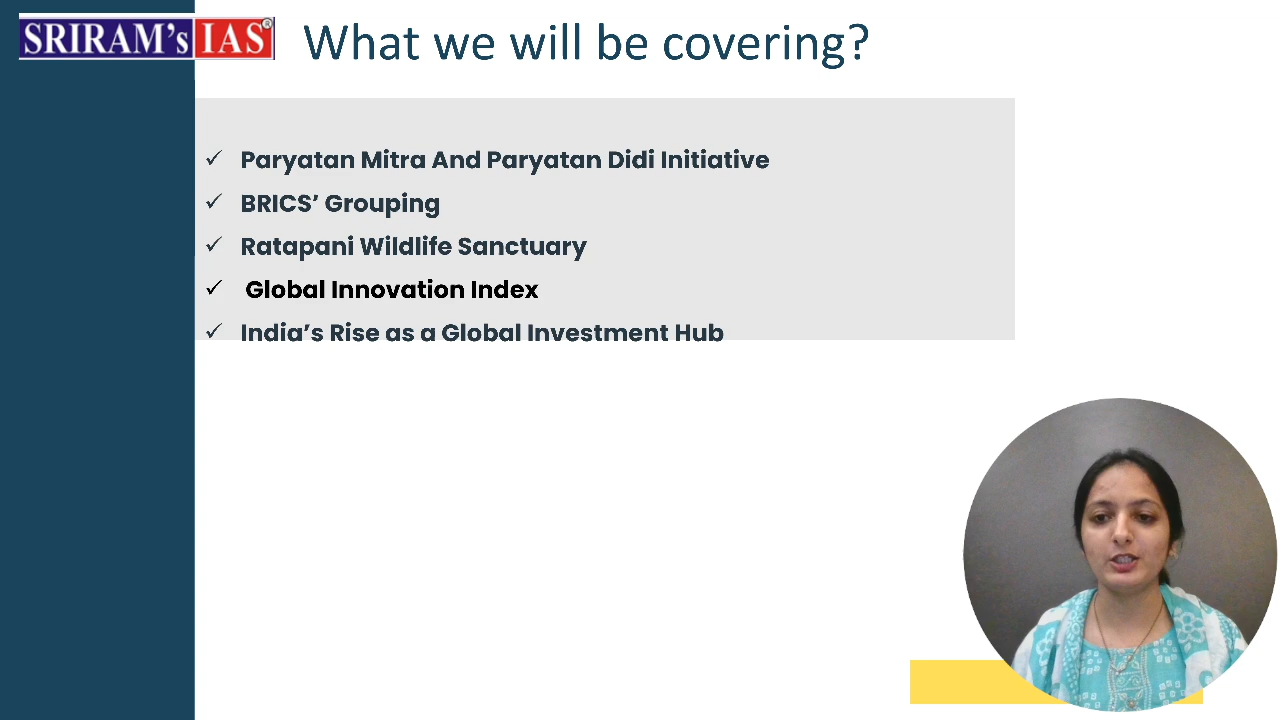 SRIRAM's IAS®
What we will be covering?
✓ Paryatan Mitra And Paryatan Didi Initiative
✓ BRICS’ Grouping
✓ Ratapani Wildlife Sanctuary
✓ Global Innovation Index
✓ India’s Rise as a Global Investment Hub